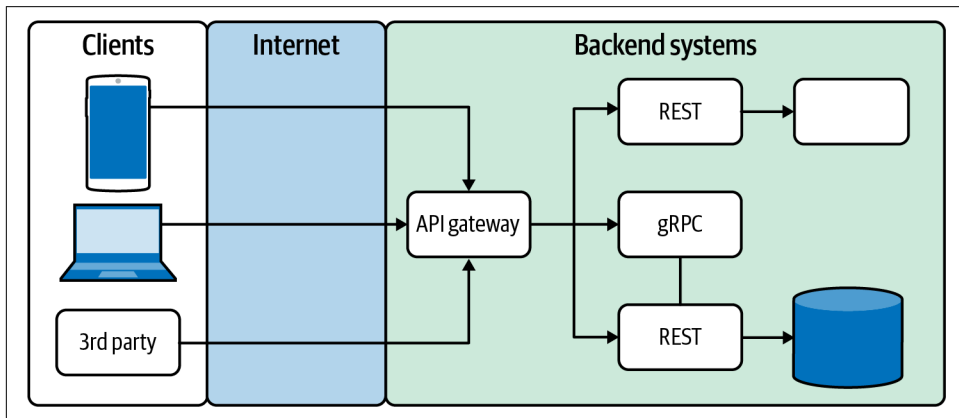 Clients
Internet
Backend systems
REST
API gateway
gRPC
3rd party
REST